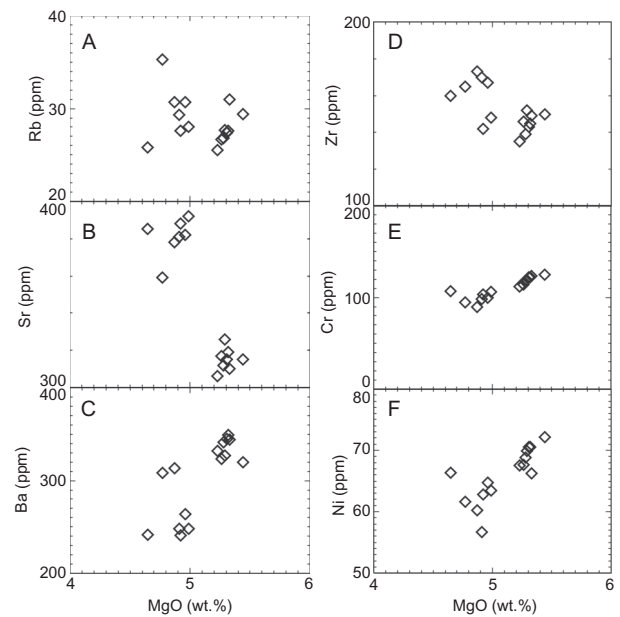 40
A
30
Rb (ppm)
20
400
B
Sr (ppm)
300
400
C
300
Ba (ppm)
200
4
5
6
MgO (wt.%)
200
D
Zr (ppm)
100
200
E
100
Cr (ppm)
0
80
F
70
Ni (ppm)
60
50
4
5
6
MgO (wt.%)